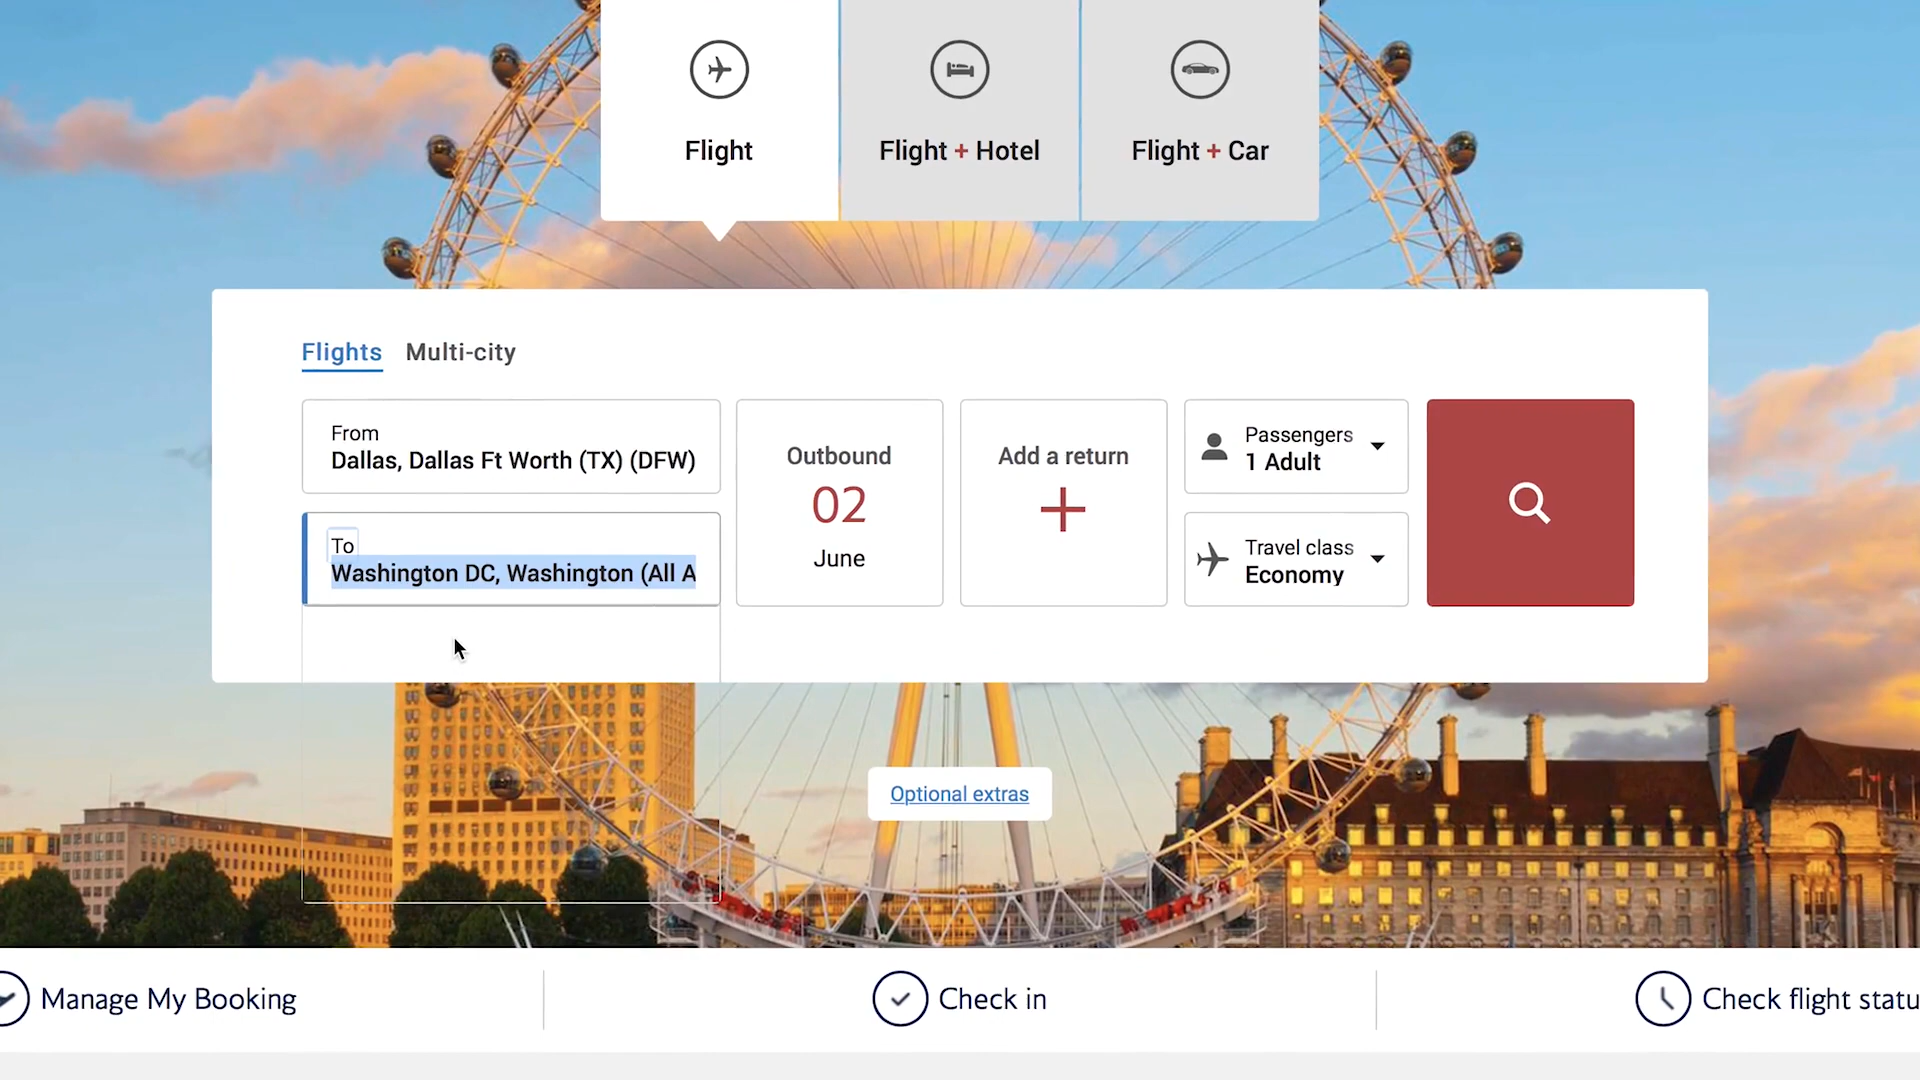 Flight
Flight + Hotel
Flight + Car
Flights
Multi-city
From
Dallas, Dallas Ft Worth (TX) (DFW)
To
Washington DC, Washington (All A
Outbound
02
June
Add a return
Passengers
1 Adult
Travel class
Economy
Optional extras
Manage My Booking
Check in
Check flight statu